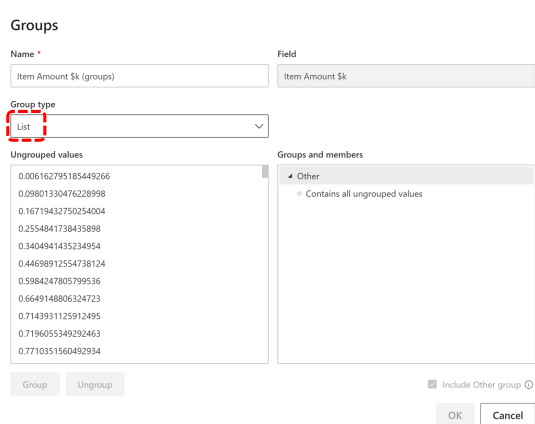 Groups
Name *
Field
Item Amount $k (groups)
Item Amount $k
Group type
List
Ungrouped values
Groups and members
0.006162795185449266
0.09801330476228998
0.16719432750254004
0.2554841738435898
0.3404941435234954
0.44698912554738124
0.5984247805799536
0.6649148806324723
0.7143931125912495
0.7196055349292463
0.7710351560492934
Other
Contains all ungrouped values
Group
Ungroup
Include Other group
OK
Cancel